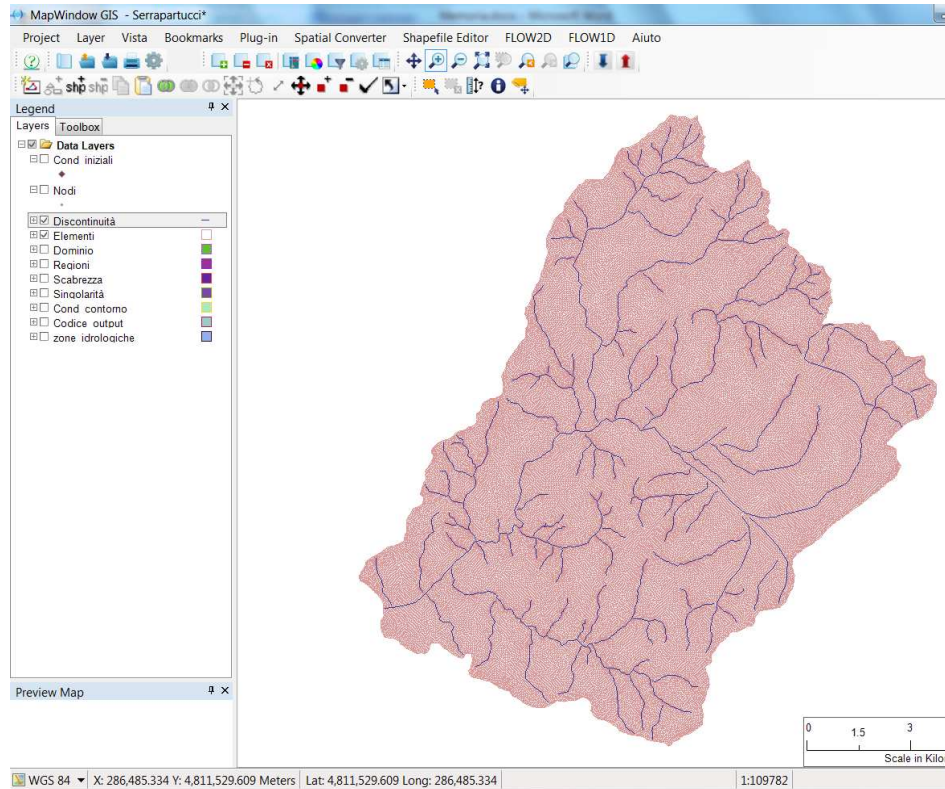 MapWindow GIS - Serrapartucci*
Project Layer Vista Bookmarks Plug-in Spatial Converter Shapefile Editor FLOW2D FLOW1D Aiuto
shp shp
Legend
Layers Toolbox
Data Layers
Cond iniziali
Nodi
Discontinuità
Elementi
Dominio
Regioni
Scabrezza
Singolarità
Cond contorno
Codice output
zone idrologiche
Preview Map
0 1.5 3
Scale in Kilo
WGS 84 X: 286,485.334 Y: 4,811,529.609 Meters Lat: 4,811,529.609 Long: 286,485.334 1:109782